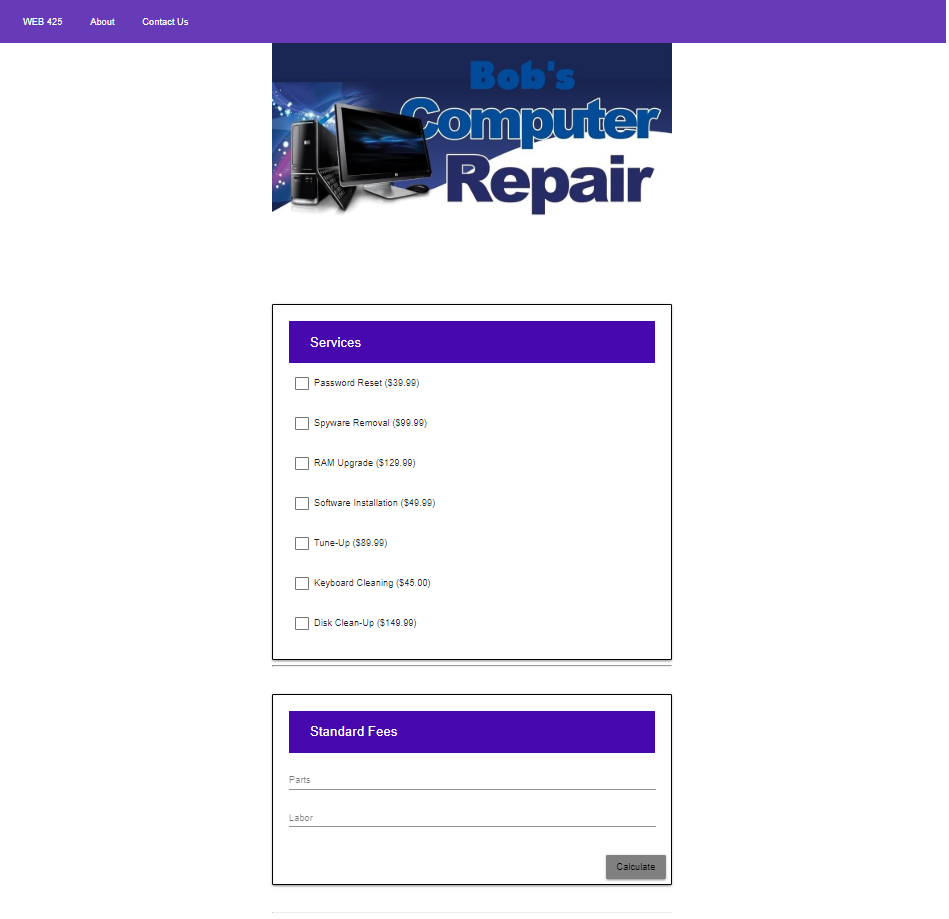 WEB 425 About Contact Us
Bob's
Computer
Repair
Services
Password Reset ($39.99)
Spyware Removal ($99.99)
RAM Upgrade ($129.99)
Software Installation ($49.99)
Tune-Up ($89.99)
Keyboard Cleaning ($45.00)
Disk Clean-Up ($149.99)
Standard Fees
Parts
Labor
Calculate